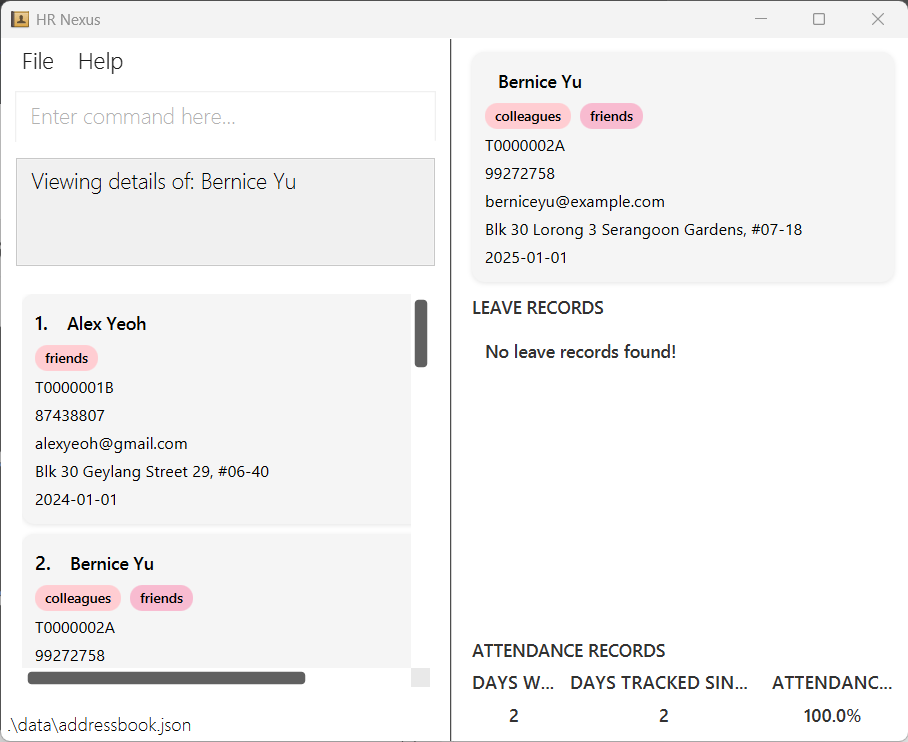 HR Nexus
File Help
Enter command here...
Viewing details of: Bernice Yu
1. Alex Yeoh
friends
T0000001B
87438807
alexyeoh@gmail.com
Blk 30 Geylang Street 29, #06-40
2024-01-01
2. Bernice Yu
colleagues friends
T0000002A
99272758
.\data\addressbook.json
Bernice Yu
colleagues friends
T0000002A
99272758
berniceyu@example.com
Blk 30 Lorong 3 Serangoon Gardens, #07-18
2025-01-01
LEAVE RECORDS
No leave records found!
ATTENDANCE RECORDS
DAYS W... DAYS TRACKED SIN... ATTENDANC...
2 2 100.0%